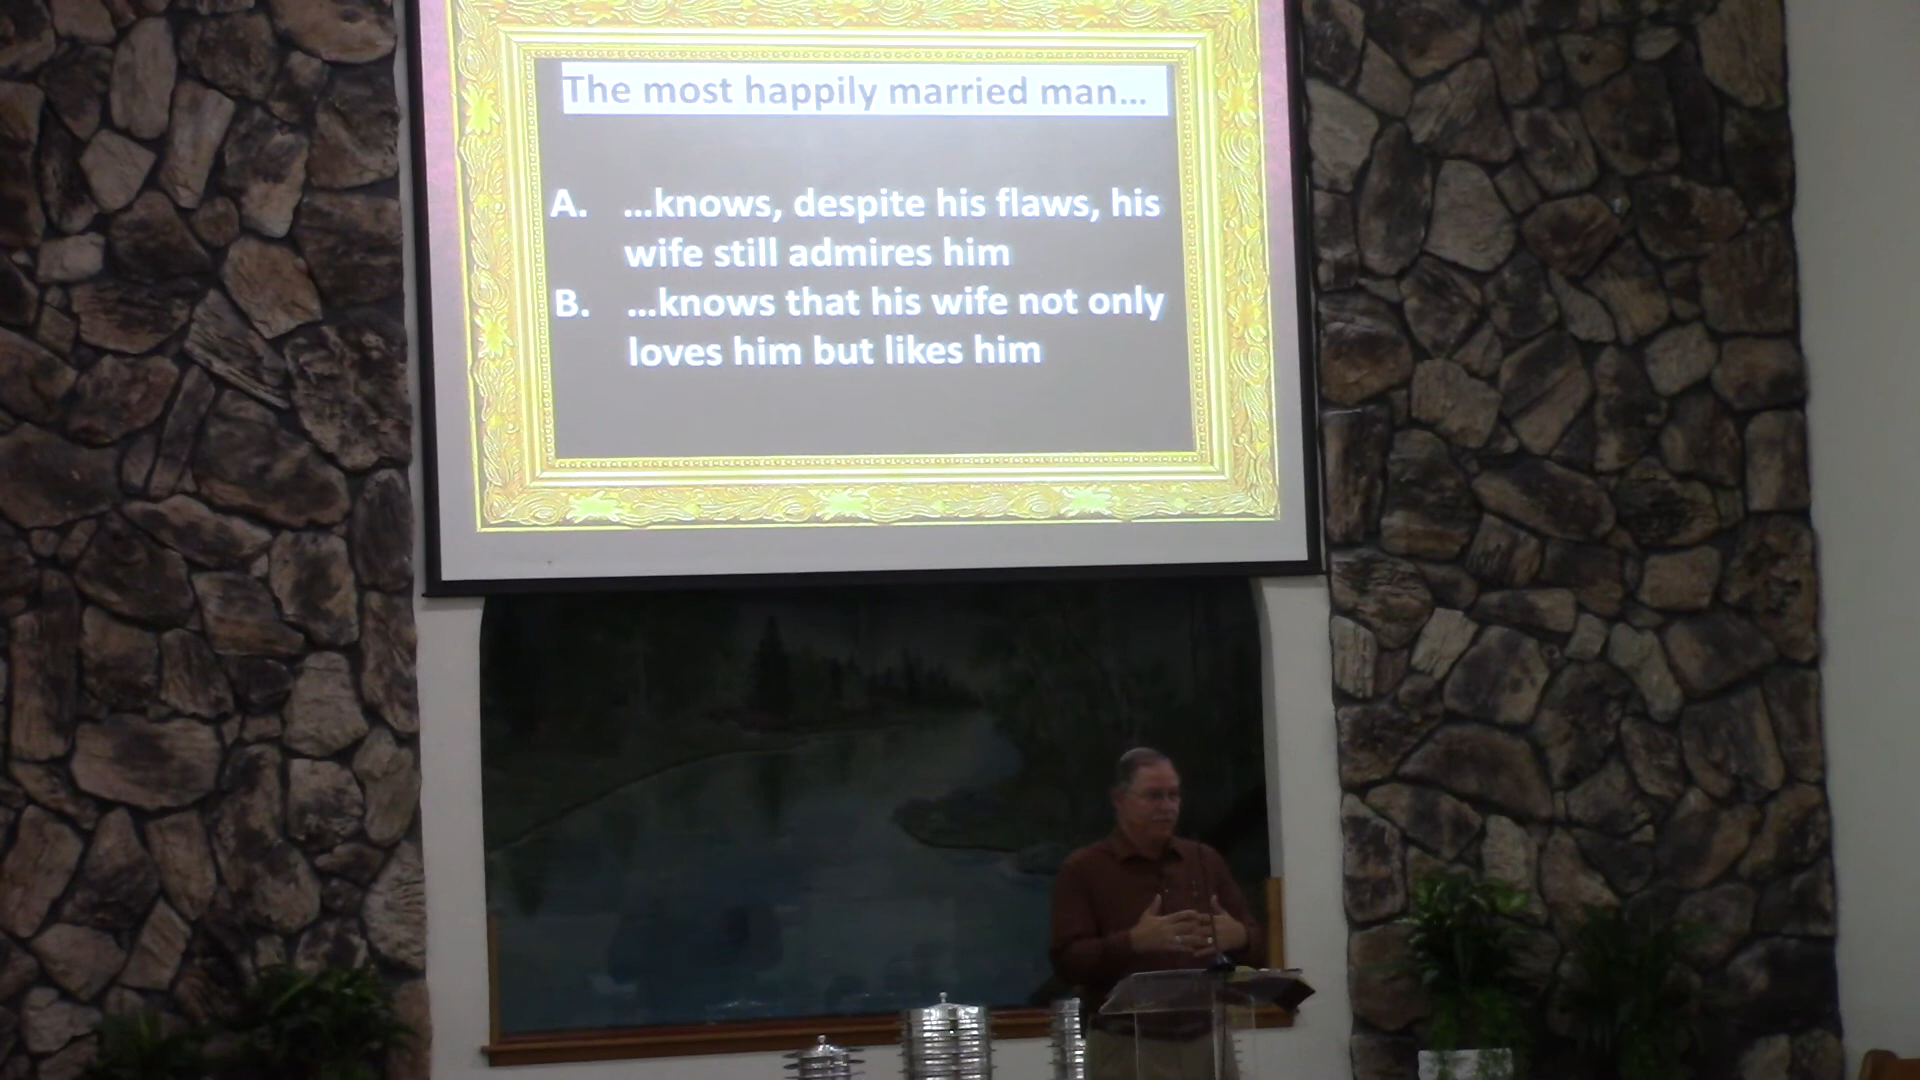 The most happily married man...
A. ...knows, despite his flaws, his
wife still admires him
B. ...knows that his wife not only
loves him but likes him